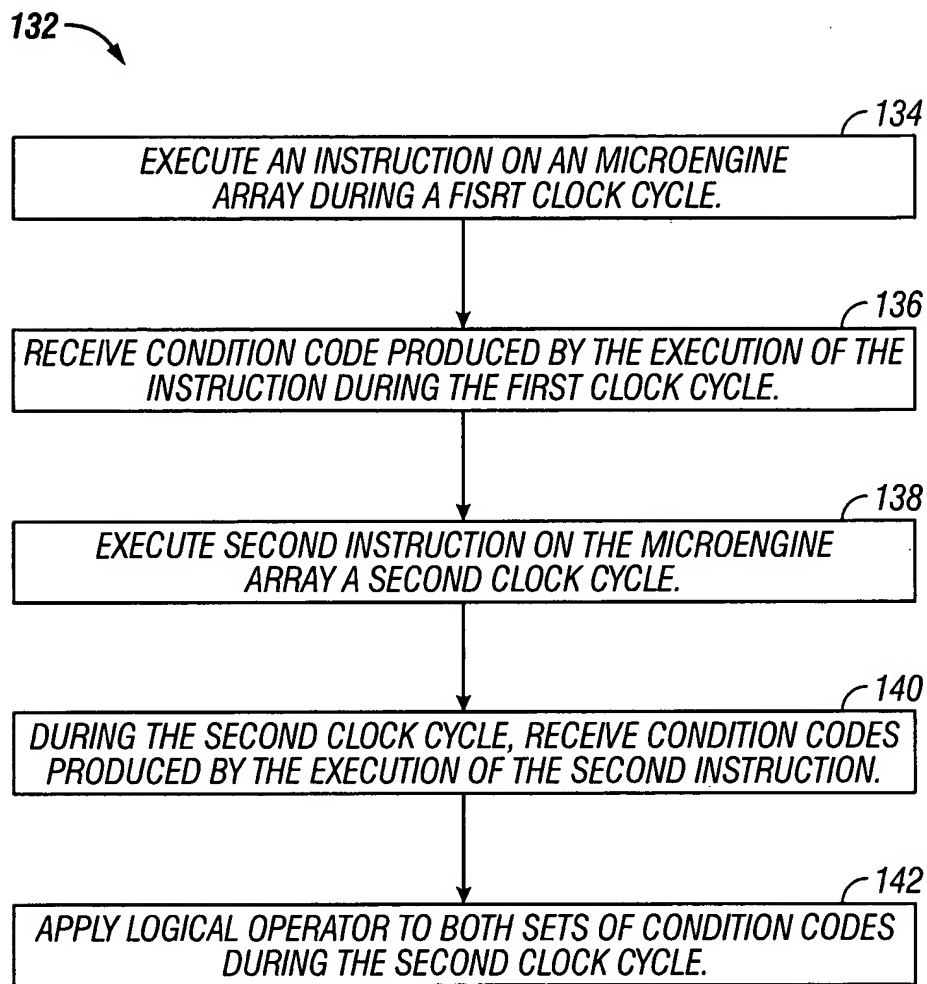 132
134
EXECUTE AN INSTRUCTION ON AN MICROENGINE
ARRAY DURING A FISRT CLOCK CYCLE.
136
RECEIVE CONDITION CODE PRODUCED BY THE EXECUTION OF THE
INSTRUCTION DURING THE FIRST CLOCK CYCLE.
138
EXECUTE SECOND INSTRUCTION ON THE MICROENGINE
ARRAY A SECOND CLOCK CYCLE.
140
DURING THE SECOND CLOCK CYCLE, RECEIVE CONDITION CODES
PRODUCED BY THE EXECUTION OF THE SECOND INSTRUCTION.
142
APPLY LOGICAL OPERATOR TO BOTH SETS OF CONDITION CODES
DURING THE SECOND CLOCK CYCLE.